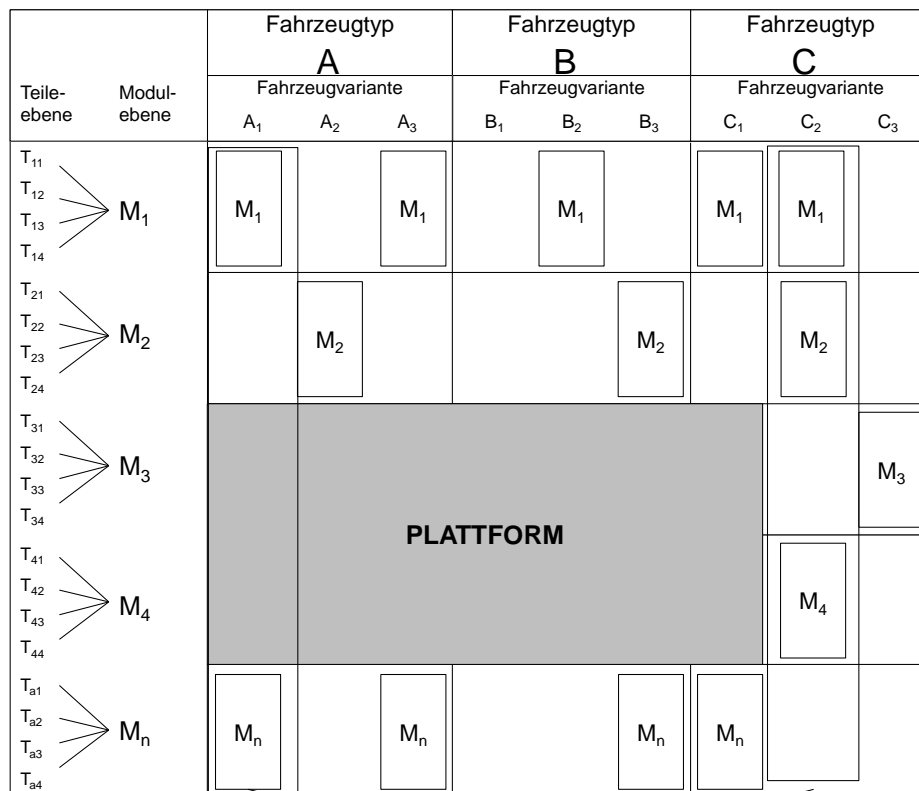 Fahrzeugtyp Fahrzeugtyp Fahrzeugtyp
A B C
Teile- Modul- Fahrzeugvariante Fahrzeugvariante Fahrzeugvariante
ebene ebene A₁ A₂ A₃ B₁ B₂ B₃ C₁ C₂ C₃
T₁₁
T₁₂
M₁ M₁ M₁ M₁ M₁ M₁
T₁₃
T₁₄
T₂₁
T₂₂
M₂ M₂ M₂ M₂
T₂₃
T₂₄
T₃₁
T₃₂
M₃ M₃
T₃₃
T₃₄
PLATTFORM
T₄₁
T₄₂
M₄ M₄
T₄₃
T₄₄
Tₐ₁
Tₐ₂
Mₙ Mₙ Mₙ Mₙ Mₙ
Tₐ₃
Tₐ₄